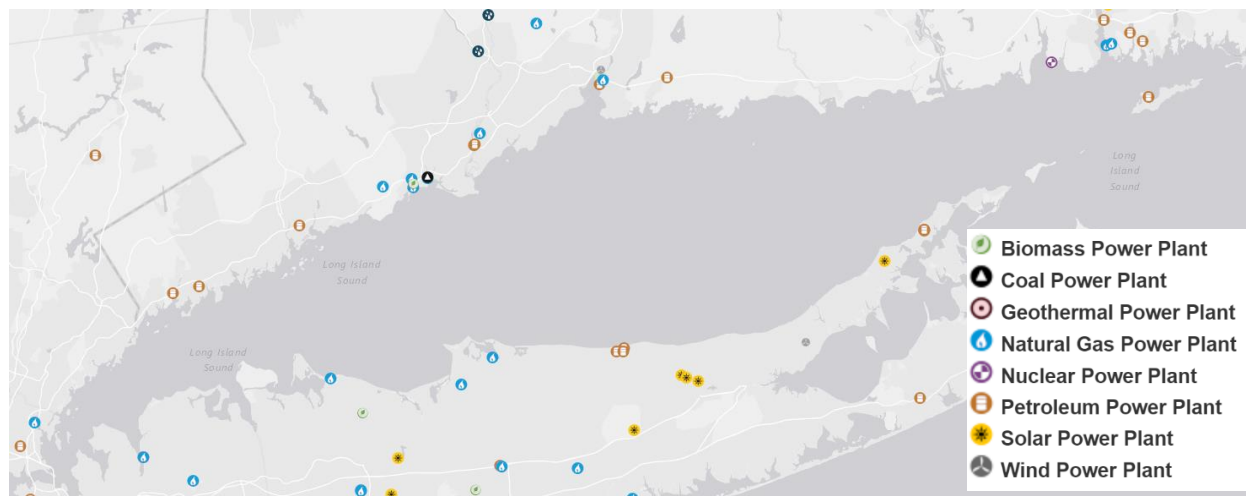 Long
Island
Sound
Long Island
Sound
Long Island
Sound
Biomass Power Plant
Coal Power Plant
Geothermal Power Plant
Natural Gas Power Plant
Nuclear Power Plant
Petroleum Power Plant
Solar Power Plant
Wind Power Plant